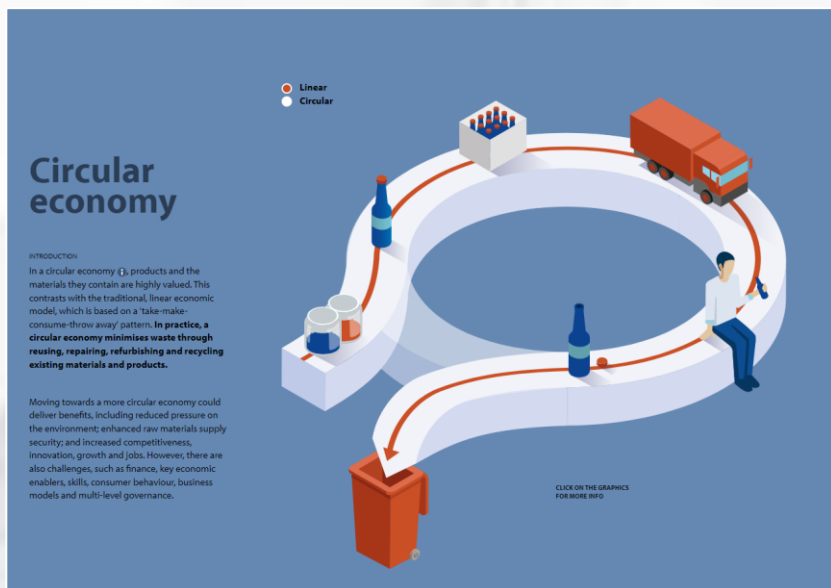 Linear
Circular
Circular
economy
INTRODUCTION
In a circular economy (i), products and the
materials they contain are highly valued. This
contrasts with the traditional, linear economic
model, which is based on a ‘take-make-
consume-throw away’ pattern. In practice, a
circular economy minimises waste through
reusing, repairing, refurbishing and recycling
existing materials and products.
Moving towards a more circular economy could
deliver benefits, including reduced pressure on
the environment; enhanced raw materials supply
security; and increased competitiveness,
innovation, growth and jobs. However, there are
also challenges, such as finance, key economic
enablers, skills, consumer behaviour, business
models and multi-level governance.
CLICK ON THE GRAPHICS
FOR MORE INFO